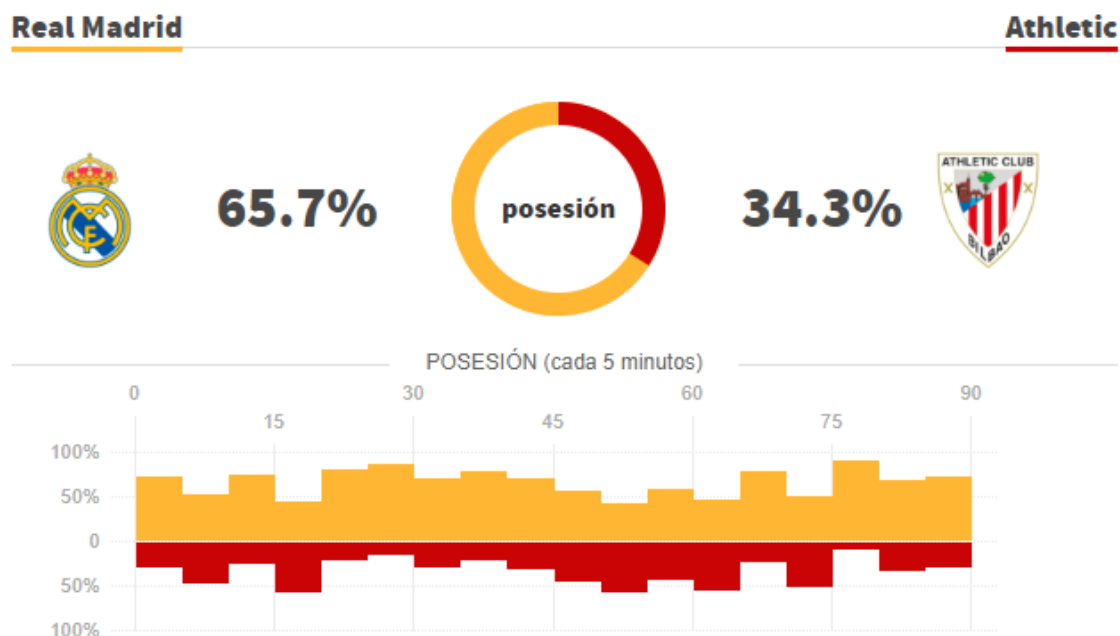 Real Madrid Athletic
65.7% posesión 34.3%
ATHLETIC CLUB
BILBAO
POSESIÓN (cada 5 minutos)
0 30 60 90
15 45 75
100%
50%
0
50%
100%